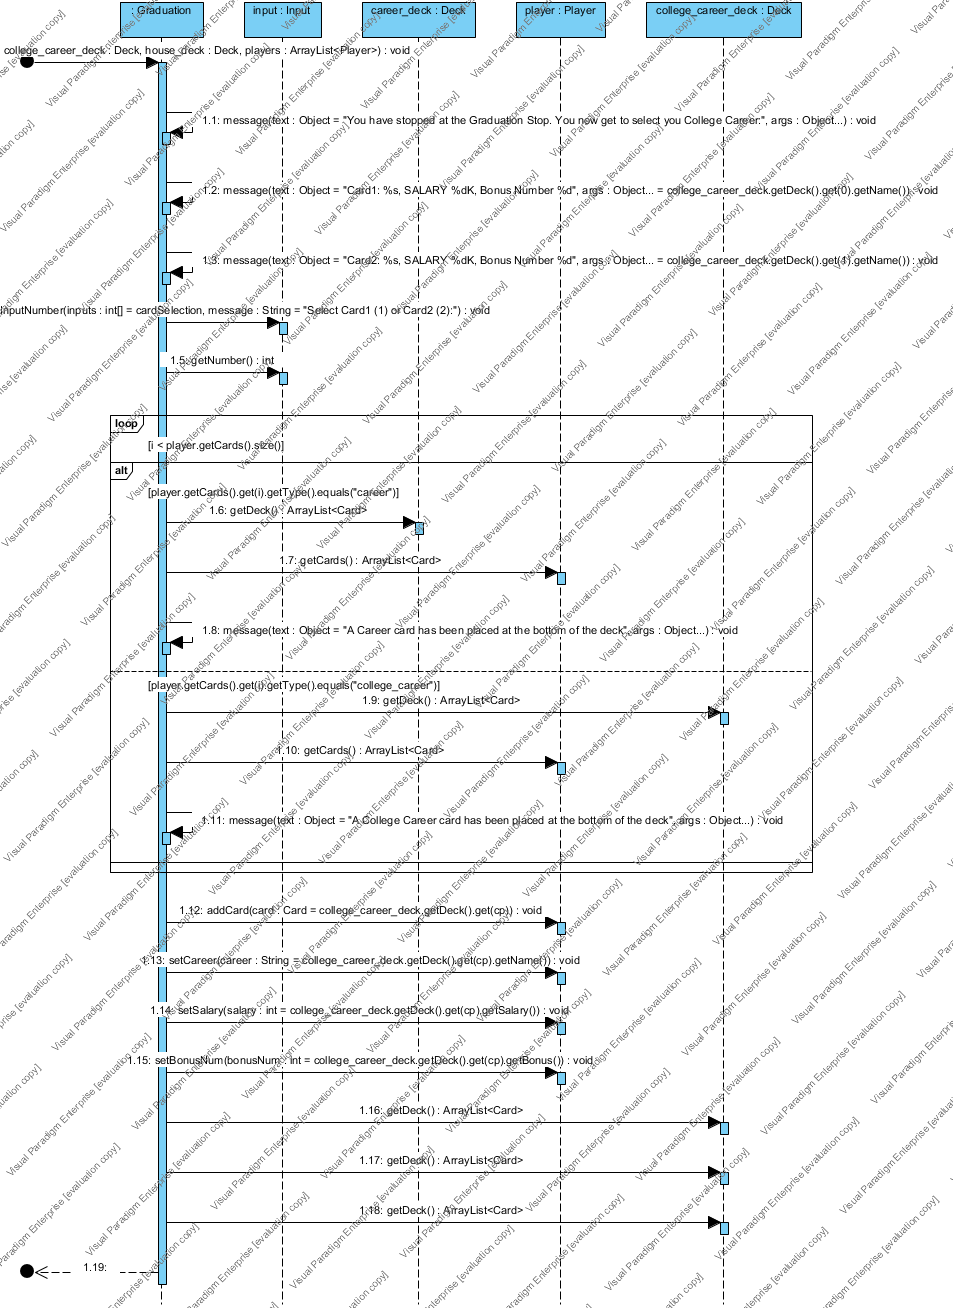 : Graduation
input : Input
career_deck : Deck
player : Player
college_career_deck : Deck
college_career_deck : Deck, house_deck : Deck, players : ArrayList<Player>) : void
1.1: message(text : Object = "You have stopped at the Graduation Stop. You now get to select you College Career:", args : Object...) : void
1.2: message(text : Object = "Card1: %s, SALARY %dK, Bonus Number %d", args : Object... = college_career_deck.getDeck().get(0).getName()) : void
1.3: message(text : Object = "Card2: %s, SALARY %dK, Bonus Number %d", args : Object... = college_career_deck.getDeck().get(1).getName()) : void
InputNumber(inputs : int[] = cardSelection, message : String = "Select Card1 (1) or Card2 (2):") : void
1.5: getNumber() : int
loop
[i < player.getCards().size()]
alt
[player.getCards().get(i).getType().equals("career")]
1.6: getDeck() : ArrayList<Card>
1.7: getCards() : ArrayList<Card>
1.8: message(text : Object = "A Career card has been placed at the bottom of the deck", args : Object...) : void
[player.getCards().get(i).getType().equals("college_career")]
1.9: getDeck() : ArrayList<Card>
1.10: getCards() : ArrayList<Card>
1.11: message(text : Object = "A College Career card has been placed at the bottom of the deck", args : Object...) : void
1.12: addCard(card : Card = college_career_deck.getDeck().get(cp)) : void
1.13: setCareer(career : String = college_career_deck.getDeck().get(cp).getName()) : void
1.14: setSalary(salary : int = college_career_deck.getDeck().get(cp).getSalary()) : void
1.15: setBonusNum(bonusNum : int = college_career_deck.getDeck().get(cp).getBonus()) : void
1.16: getDeck() : ArrayList<Card>
1.17: getDeck() : ArrayList<Card>
1.18: getDeck() : ArrayList<Card>
1.19:
Visual Paradigm Enterprise [evaluation copy]